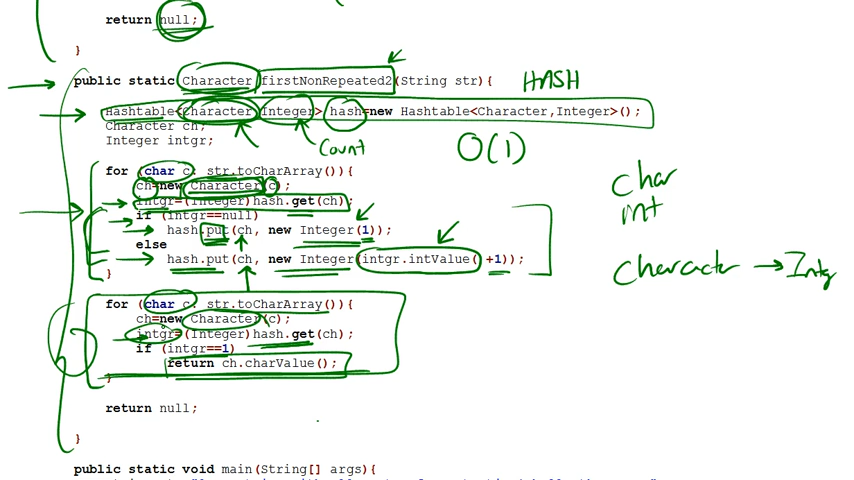 return null;
}
public static Character firstNonRepeated2(String str){
HASH
Hashtable<Character,Integer> hash=new Hashtable<Character,Integer>();
Character ch;
Integer intgr;
Count
O(1)
for (char c: str.toCharArray()){
ch=new Character(c);
intgr=(Integer)hash.get(ch);
if (intgr==null)
hash.put(ch, new Integer(1));
else
hash.put(ch, new Integer(intgr.intValue() +1));
}
char
int
Character → Intg
for (char c: str.toCharArray()){
ch=new Character(c);
intgr=(Integer)hash.get(ch);
if (intgr==1)
return ch.charValue();
}
return null;
}
public static void main(String[] args){